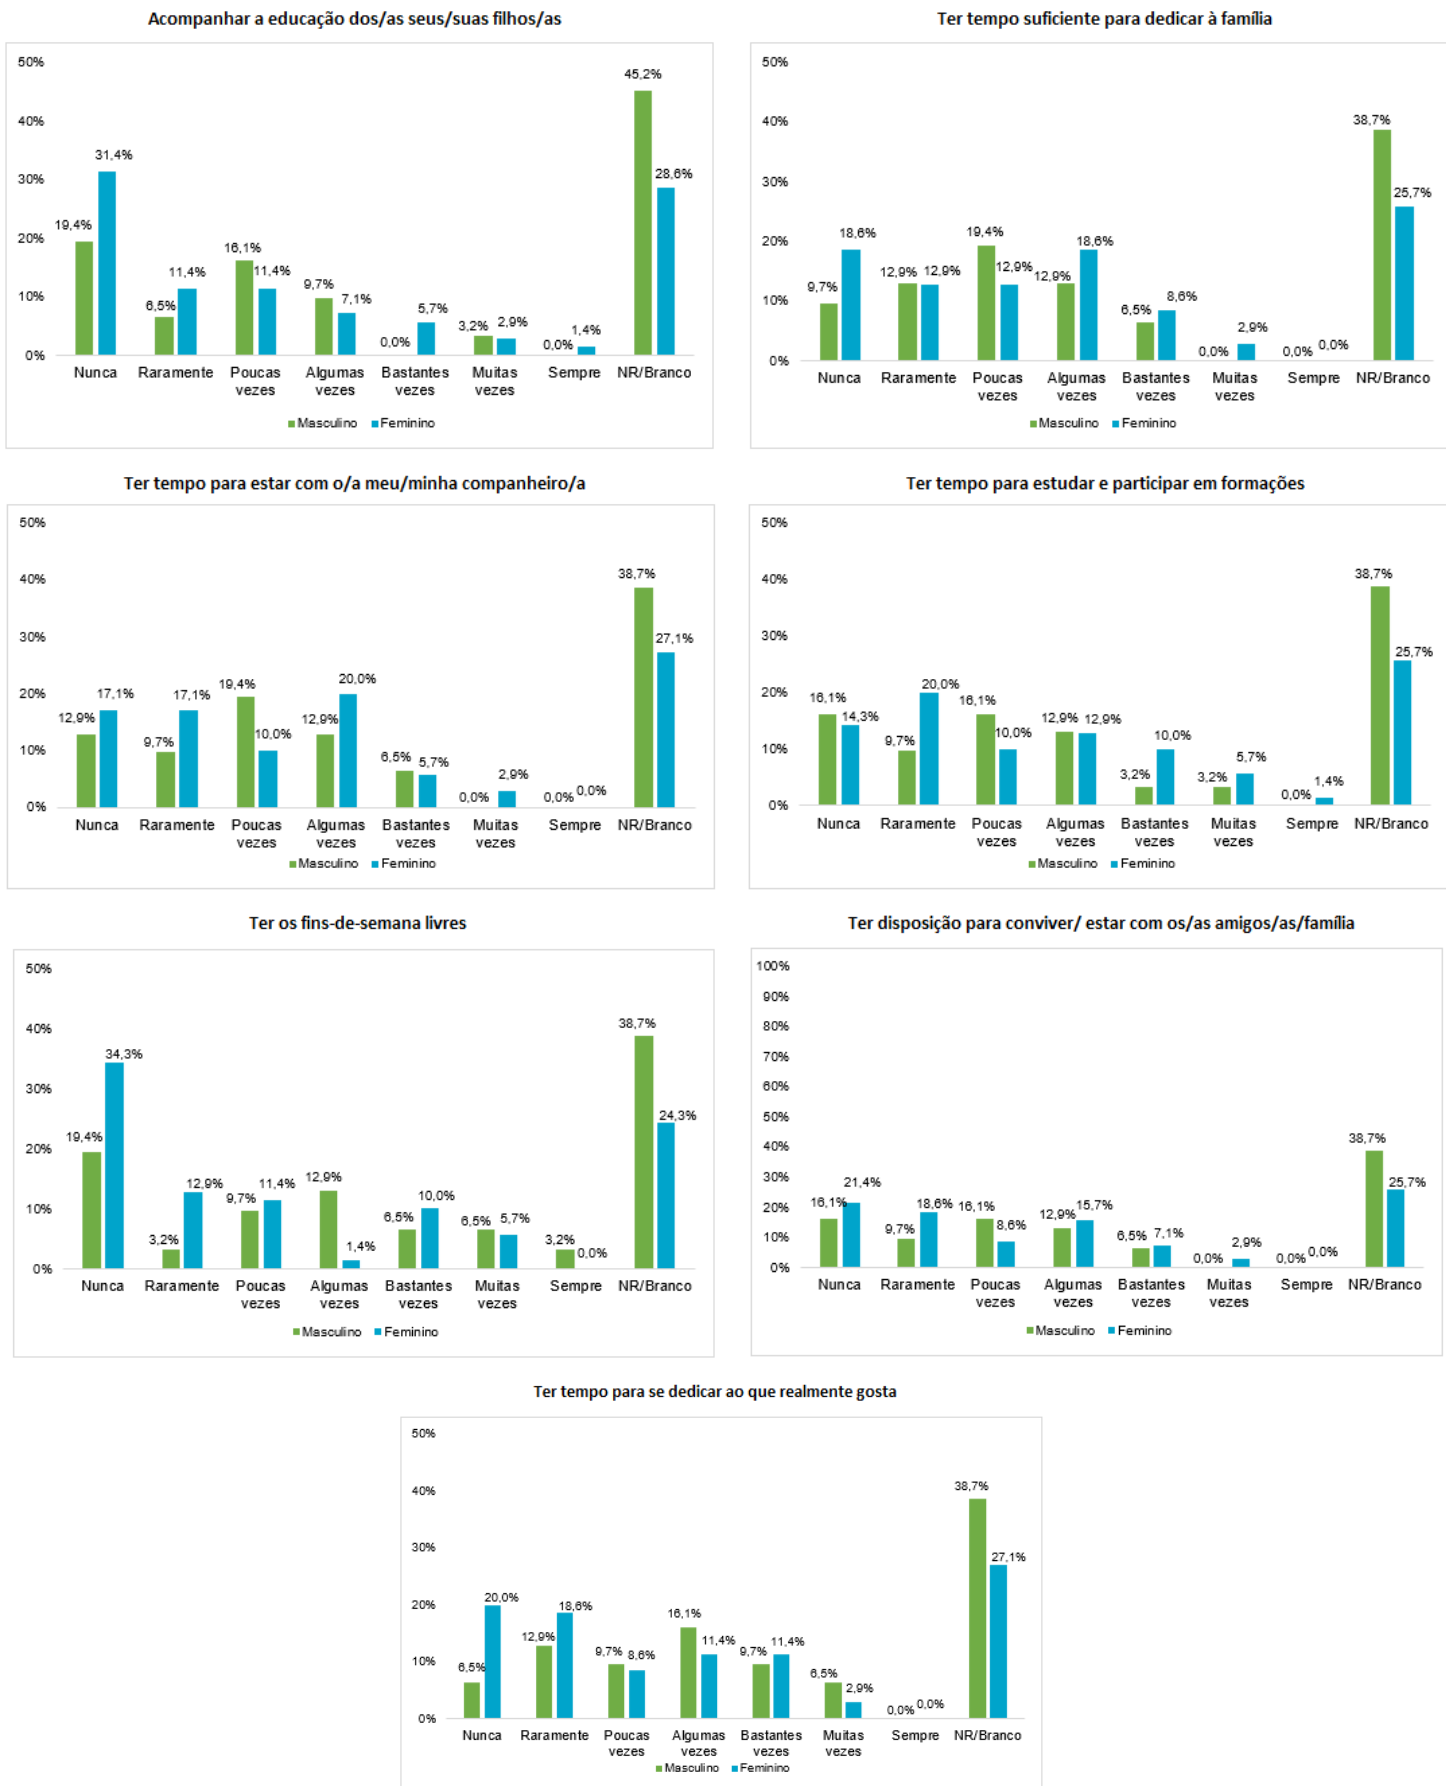 Acompanhar a educação dos/as seus/suas filhos/as
50%
40%
30%
20%
10%
0%
19,4%
31,4%
6,5%
11,4%
16,1%
11,4%
9,7%
7,1%
0,0%
5,7%
3,2%
2,9%
0,0%
1,4%
45,2%
28,6%
Nunca
Raramente
Poucas
vezes
Algumas
vezes
Bastantes
vezes
Muitas
vezes
Sempre
NR/Branco
Masculino
Feminino
Ter tempo suficiente para dedicar à família
50%
40%
30%
20%
10%
0%
9,7%
18,6%
12,9%
12,9%
19,4%
12,9%
12,9%
18,6%
6,5%
8,6%
0,0%
2,9%
0,0%
0,0%
38,7%
25,7%
Nunca
Raramente
Poucas
vezes
Algumas
vezes
Bastantes
vezes
Muitas
vezes
Sempre
NR/Branco
Masculino
Feminino
Ter tempo para estar com o/a meu/minha companheiro/a
50%
40%
30%
20%
10%
0%
12,9%
17,1%
9,7%
17,1%
19,4%
10,0%
12,9%
20,0%
6,5%
5,7%
0,0%
2,9%
0,0%
0,0%
38,7%
27,1%
Nunca
Raramente
Poucas
vezes
Algumas
vezes
Bastantes
vezes
Muitas
vezes
Sempre
NR/Branco
Masculino
Feminino
Ter tempo para estudar e participar em formações
50%
40%
30%
20%
10%
0%
16,1%
14,3%
9,7%
20,0%
16,1%
10,0%
12,9%
12,9%
3,2%
10,0%
3,2%
5,7%
0,0%
1,4%
38,7%
25,7%
Nunca
Raramente
Poucas
vezes
Algumas
vezes
Bastantes
vezes
Muitas
vezes
Sempre
NR/Branco
Masculino
Feminino
Ter os fins-de-semana livres
50%
40%
30%
20%
10%
0%
19,4%
34,3%
3,2%
12,9%
9,7%
11,4%
12,9%
1,4%
6,5%
10,0%
6,5%
5,7%
3,2%
0,0%
38,7%
24,3%
Nunca
Raramente
Poucas
vezes
Algumas
vezes
Bastantes
vezes
Muitas
vezes
Sempre
NR/Branco
Masculino
Feminino
Ter disposição para conviver/ estar com os/as amigos/as/família
100%
90%
80%
70%
60%
50%
40%
30%
20%
10%
0%
16,1%
21,4%
9,7%
18,6%
16,1%
8,6%
12,9%
15,7%
6,5%
7,1%
0,0%
2,9%
0,0%
0,0%
38,7%
25,7%
Nunca
Raramente
Poucas
vezes
Algumas
vezes
Bastantes
vezes
Muitas
vezes
Sempre
NR/Branco
Masculino
Feminino
Ter tempo para se dedicar ao que realmente gosta
50%
40%
30%
20%
10%
0%
6,5%
20,0%
12,9%
18,6%
9,7%
8,6%
16,1%
11,4%
9,7%
11,4%
6,5%
2,9%
0,0%
0,0%
38,7%
27,1%
Nunca
Raramente
Poucas
vezes
Algumas
vezes
Bastantes
vezes
Muitas
vezes
Sempre
NR/Branco
Masculino
Feminino